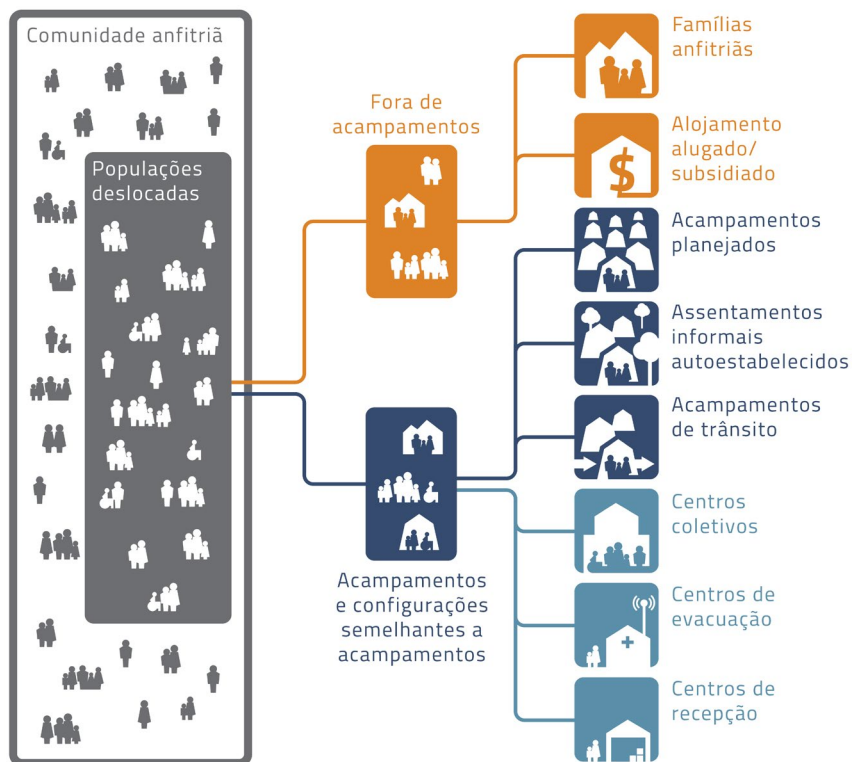 Comunidade anfitriã
Populações
deslocadas
Fora de
acampamentos
Acampamentos
e configurações
semelhantes a
acampamentos
Famílias
anfitriãs
Alojamento
alugado/
subsidiado
$
Acampamentos
planejados
Assentamentos
informais
autoestabelecidos
Acampamentos
de trânsito
Centros
coletivos
Centros de
evacuação
Centros de
recepção